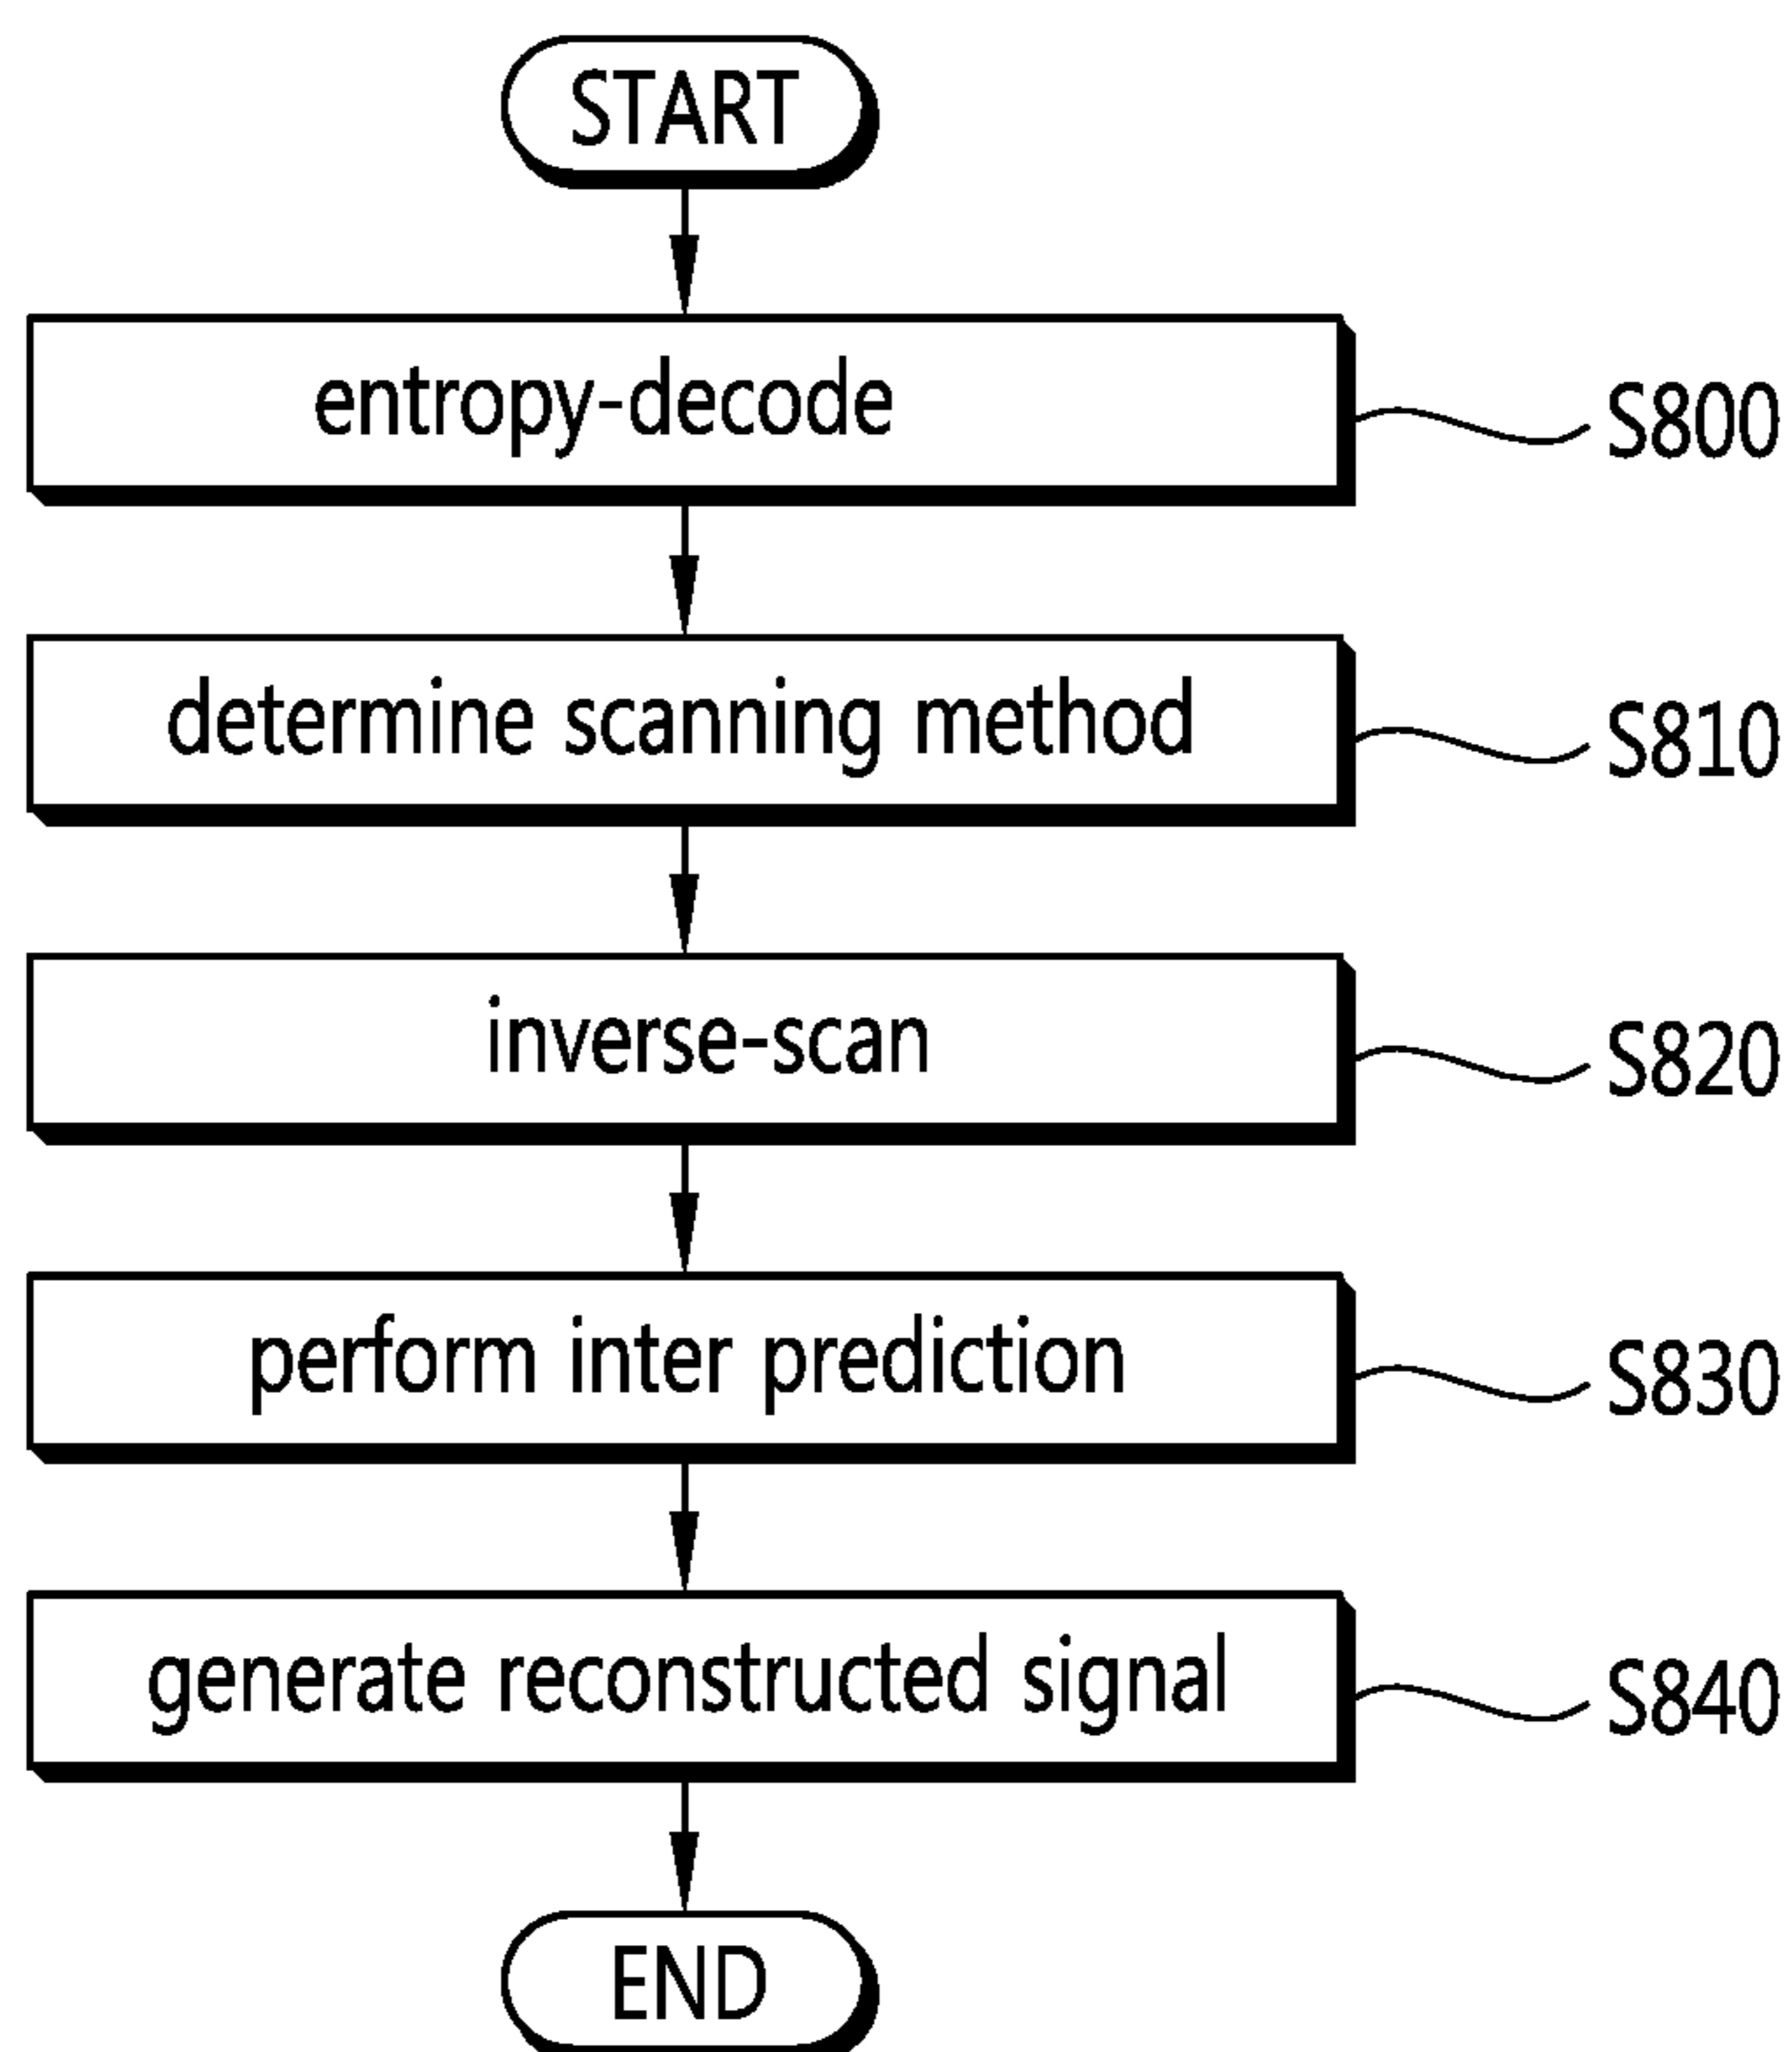 START
entropy-decode
S800
determine scanning method
S810
inverse-scan
S820
perform inter prediction
S830
generate reconstructed signal
S840
END